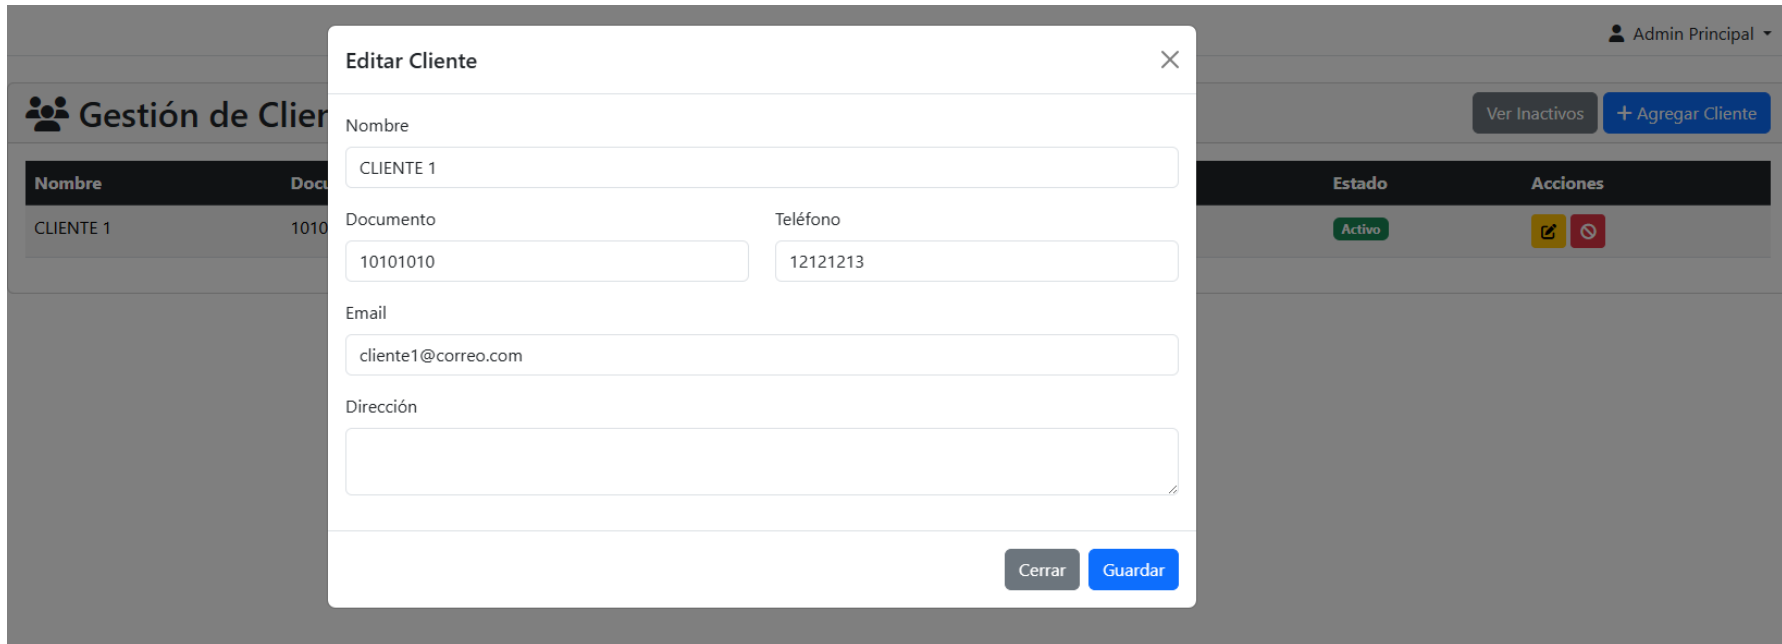 Admin Principal
Editar Cliente
Gestión de Clier
Ver Inactivos
+ Agregar Cliente
Nombre
CLIENTE 1
Nombre
Docu
Estado
Acciones
Documento
Teléfono
CLIENTE 1
1010
Activo
10101010
12121213
Email
cliente1@correo.com
Dirección
Cerrar
Guardar